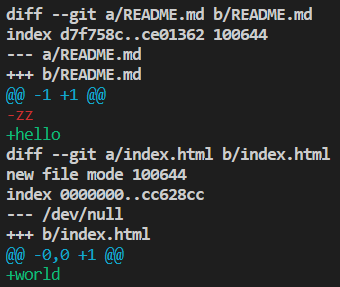 diff --git a/README.md b/README.md
index d7f758c..ce01362 100644
--- a/README.md
+++ b/README.md
@@ -1 +1 @@
-zz
+hello
diff --git a/index.html b/index.html
new file mode 100644
index 0000000..cc628cc
--- /dev/null
+++ b/index.html
@@ -0,0 +1 @@
+world